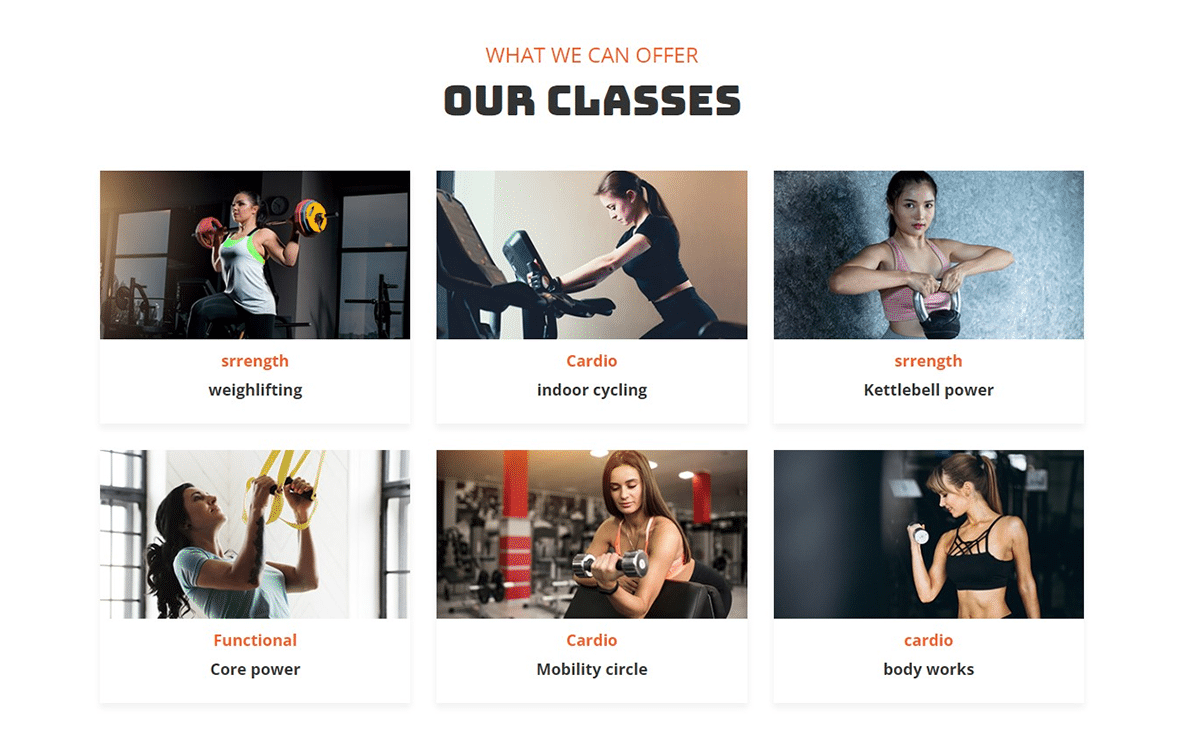 WHAT WE CAN OFFER
OUR CLASSES
srrength
weighlifting
Cardio
indoor cycling
srrength
Kettlebell power
Functional
Core power
Cardio
Mobility circle
cardio
body works